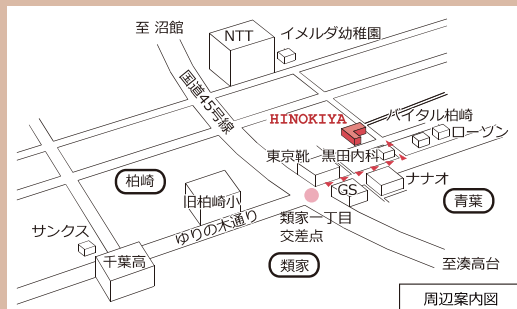 至 沼館
NTT
イメルダ幼稚園
国道45号線
HINOKIYA
バイタル柏崎
ローソン
東京靴
黒田内科
柏崎
旧柏崎小
GS
ナナオ
青葉
ゆりの木通り
類家一丁目
交差点
サンクス
千葉高
類家
至湊高台
周辺案内図